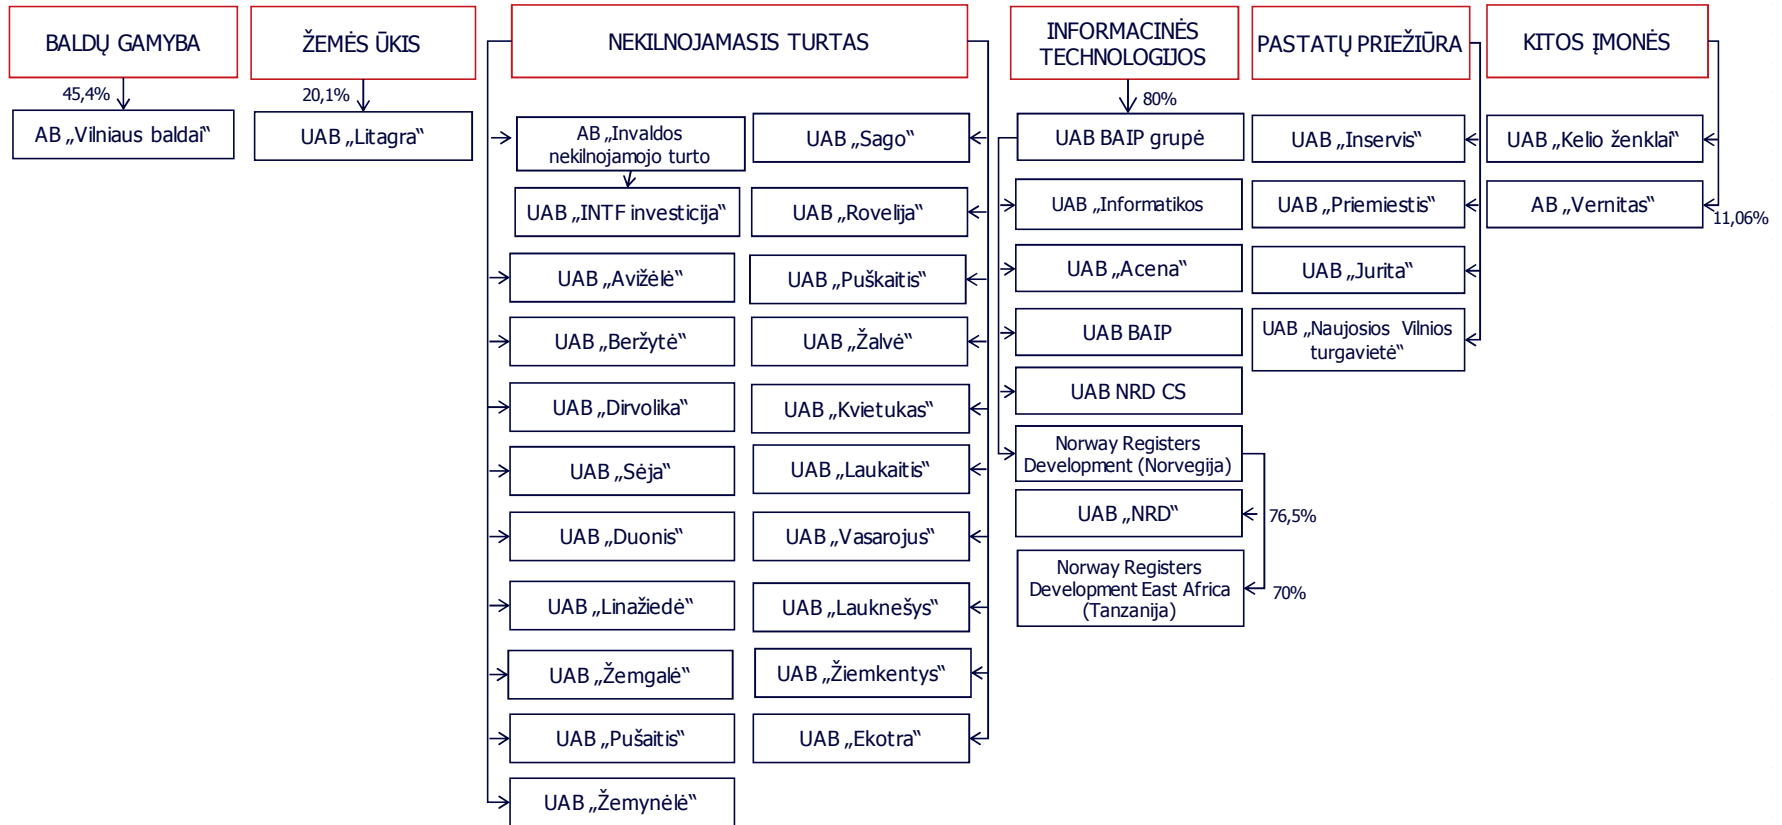 BALDŲ GAMYBA
45,4%
AB „Vilniaus baldai“
ŽEMĖS ŪKIS
20,1%
UAB „Litagra“
NEKILNOJAMASIS TURTAS
AB „Invaldos
nekilnojamojo turto
UAB „INTF investicija“
UAB „Avižėlė“
UAB „Beržytė“
UAB „Dirvolika“
UAB „Sėja“
UAB „Duonis“
UAB „Linažiedė“
UAB „Žemgalė“
UAB „Pušaitis“
UAB „Žemynėlė“
UAB „Sago“
UAB „Rovelija“
UAB „Puškaitis“
UAB „Žalvė“
UAB „Kvietukas“
UAB „Laukaitis“
UAB „Vasarojus“
UAB „Lauknešys“
UAB „Žiemkentys“
UAB „Ekotra“
INFORMACINĖS
TECHNOLOGIJOS
80%
UAB BAIP grupė
UAB „Informatikos
UAB „Acena“
UAB BAIP
UAB NRD CS
Norway Registers
Development (Norvegija)
UAB „NRD“
76,5%
Norway Registers
Development East Africa
(Tanzanija)
70%
PASTATŲ PRIEŽIŪRA
UAB „Inservis“
UAB „Priemiestis“
UAB „Jurita“
UAB „Naujosios Vilnios
turgavietė“
KITOS ĮMONĖS
UAB „Kelio ženklai“
AB „Vernitas“
11,06%